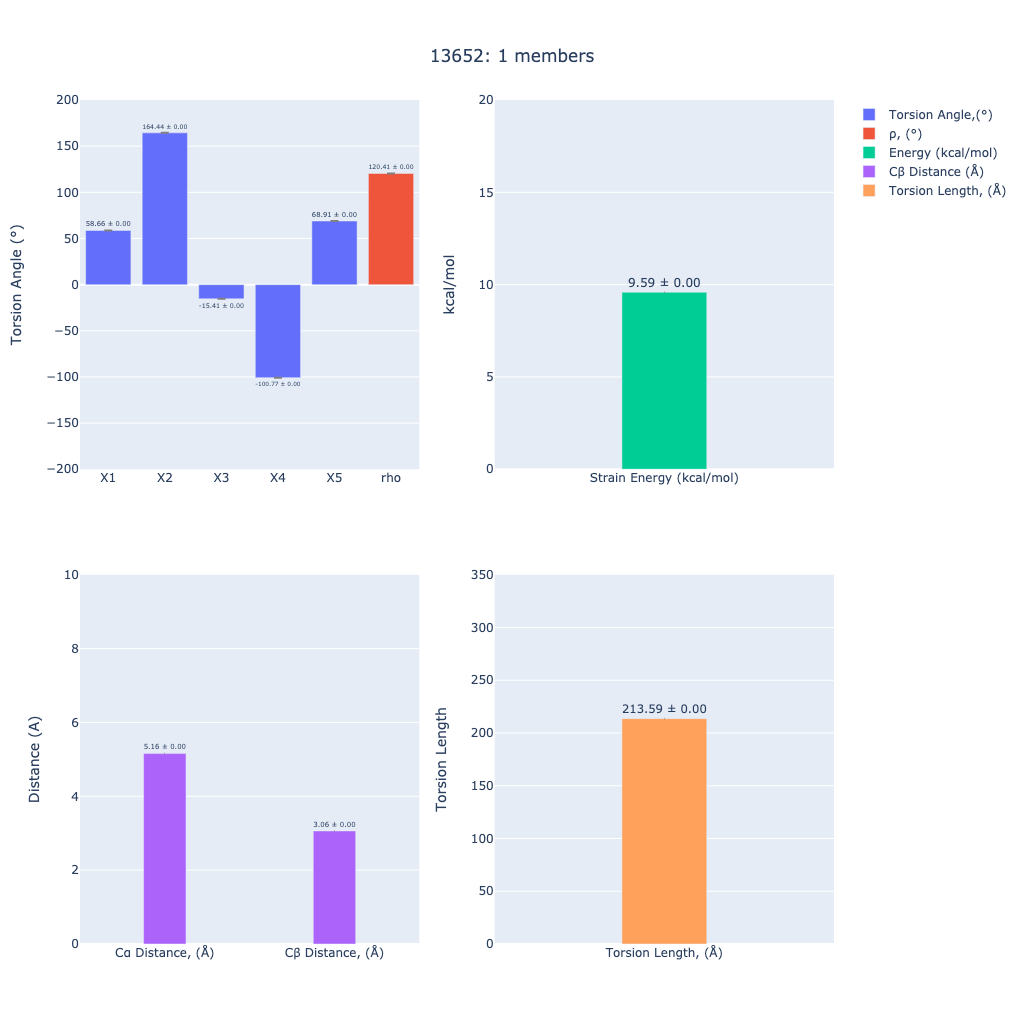 13652: 1 members
Torsion Angle (°)
200
150
100
50
0
−50
−100
−150
−200
58.66 ± 0.00
164.44 ± 0.00
-15.41 ± 0.00
-100.77 ± 0.00
68.91 ± 0.00
120.41 ± 0.00
X1 X2 X3 X4 X5 rho
kcal/mol
20
15
10
5
0
9.59 ± 0.00
Strain Energy (kcal/mol)
Torsion Angle,(°)
ρ, (°)
Energy (kcal/mol)
Cβ Distance (Å)
Torsion Length, (Å)
Distance (A)
10
8
6
4
2
0
5.16 ± 0.00
3.06 ± 0.00
Cα Distance, (Å) Cβ Distance, (Å)
Torsion Length
350
300
250
200
150
100
50
0
213.59 ± 0.00
Torsion Length, (Å)